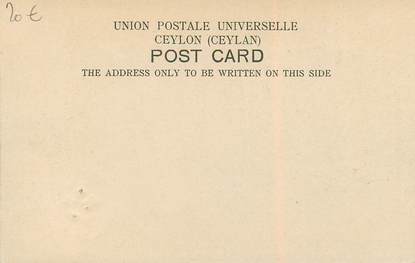 20 €
UNION POSTALE UNIVERSELLE
CEYLON (CEYLAN)
POST CARD
THE ADDRESS ONLY TO BE WRITTEN ON THIS SIDE